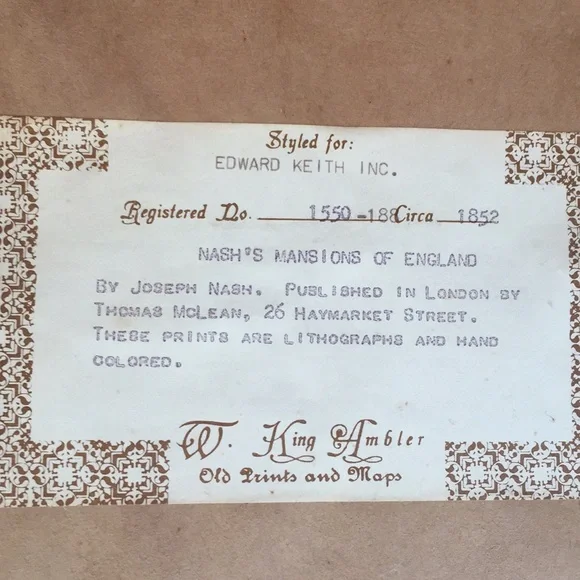 Styled for:
EDWARD KEITH INC.
Registered No. 1550-188 Circa 1852
NASH'S MANSIONS OF ENGLAND
BY JOSEPH NASH. PUBLISHED IN LONDON BY
THOMAS MCLEAN, 26 HAYMARKET STREET.
THESE PRINTS ARE LITHOGRAPHS AND HAND
COLORED.
W. King Ambler
Old Prints and Maps